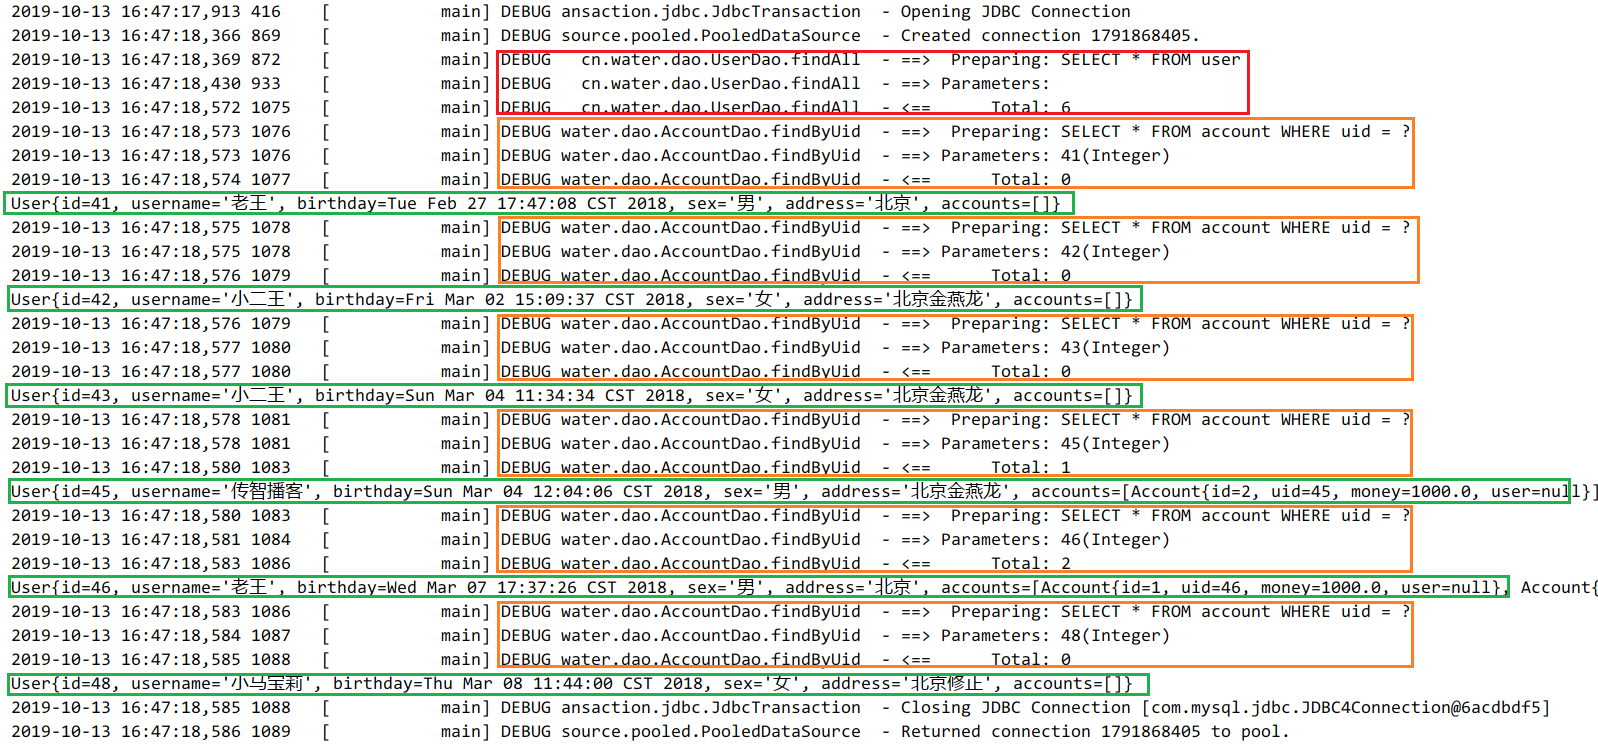 2019-10-13 16:47:17,913 416    [           main] DEBUG ansaction.jdbc.JdbcTransaction  - Opening JDBC Connection
2019-10-13 16:47:18,366 869    [           main] DEBUG source.pooled.PooledDataSource  - Created connection 1791868405.
2019-10-13 16:47:18,369 872    [           main] DEBUG   cn.water.dao.UserDao.findAll  - ==>  Preparing: SELECT * FROM user
2019-10-13 16:47:18,430 933    [           main] DEBUG   cn.water.dao.UserDao.findAll  - ==> Parameters:
2019-10-13 16:47:18,572 1075   [           main] DEBUG   cn.water.dao.UserDao.findAll  - <==      Total: 6
2019-10-13 16:47:18,573 1076   [           main] DEBUG water.dao.AccountDao.findByUid  - ==>  Preparing: SELECT * FROM account WHERE uid = ?
2019-10-13 16:47:18,573 1076   [           main] DEBUG water.dao.AccountDao.findByUid  - ==> Parameters: 41(Integer)
2019-10-13 16:47:18,574 1077   [           main] DEBUG water.dao.AccountDao.findByUid  - <==      Total: 0
User{id=41, username='老王', birthday=Tue Feb 27 17:47:08 CST 2018, sex='男', address='北京', accounts=[]}
2019-10-13 16:47:18,575 1078   [           main] DEBUG water.dao.AccountDao.findByUid  - ==>  Preparing: SELECT * FROM account WHERE uid = ?
2019-10-13 16:47:18,575 1078   [           main] DEBUG water.dao.AccountDao.findByUid  - ==> Parameters: 42(Integer)
2019-10-13 16:47:18,576 1079   [           main] DEBUG water.dao.AccountDao.findByUid  - <==      Total: 0
User{id=42, username='小二王', birthday=Fri Mar 02 15:09:37 CST 2018, sex='女', address='北京金燕龙', accounts=[]}
2019-10-13 16:47:18,576 1079   [           main] DEBUG water.dao.AccountDao.findByUid  - ==>  Preparing: SELECT * FROM account WHERE uid = ?
2019-10-13 16:47:18,577 1080   [           main] DEBUG water.dao.AccountDao.findByUid  - ==> Parameters: 43(Integer)
2019-10-13 16:47:18,577 1080   [           main] DEBUG water.dao.AccountDao.findByUid  - <==      Total: 0
User{id=43, username='小二王', birthday=Sun Mar 04 11:34:34 CST 2018, sex='女', address='北京金燕龙', accounts=[]}
2019-10-13 16:47:18,578 1081   [           main] DEBUG water.dao.AccountDao.findByUid  - ==>  Preparing: SELECT * FROM account WHERE uid = ?
2019-10-13 16:47:18,578 1081   [           main] DEBUG water.dao.AccountDao.findByUid  - ==> Parameters: 45(Integer)
2019-10-13 16:47:18,580 1083   [           main] DEBUG water.dao.AccountDao.findByUid  - <==      Total: 1
User{id=45, username='传智播客', birthday=Sun Mar 04 12:04:06 CST 2018, sex='男', address='北京金燕龙', accounts=[Account{id=2, uid=45, money=1000.0, user=null}]
2019-10-13 16:47:18,580 1083   [           main] DEBUG water.dao.AccountDao.findByUid  - ==>  Preparing: SELECT * FROM account WHERE uid = ?
2019-10-13 16:47:18,581 1084   [           main] DEBUG water.dao.AccountDao.findByUid  - ==> Parameters: 46(Integer)
2019-10-13 16:47:18,583 1086   [           main] DEBUG water.dao.AccountDao.findByUid  - <==      Total: 2
User{id=46, username='老王', birthday=Wed Mar 07 17:37:26 CST 2018, sex='男', address='北京', accounts=[Account{id=1, uid=46, money=1000.0, user=null}, Account{
2019-10-13 16:47:18,583 1086   [           main] DEBUG water.dao.AccountDao.findByUid  - ==>  Preparing: SELECT * FROM account WHERE uid = ?
2019-10-13 16:47:18,584 1087   [           main] DEBUG water.dao.AccountDao.findByUid  - ==> Parameters: 48(Integer)
2019-10-13 16:47:18,585 1088   [           main] DEBUG water.dao.AccountDao.findByUid  - <==      Total: 0
User{id=48, username='小马宝莉', birthday=Thu Mar 08 11:44:00 CST 2018, sex='女', address='北京修止', accounts=[]}
2019-10-13 16:47:18,585 1088   [           main] DEBUG ansaction.jdbc.JdbcTransaction  - Closing JDBC Connection [com.mysql.jdbc.JDBC4Connection@6acdbdf5]
2019-10-13 16:47:18,586 1089   [           main] DEBUG source.pooled.PooledDataSource  - Returned connection 1791868405 to pool.